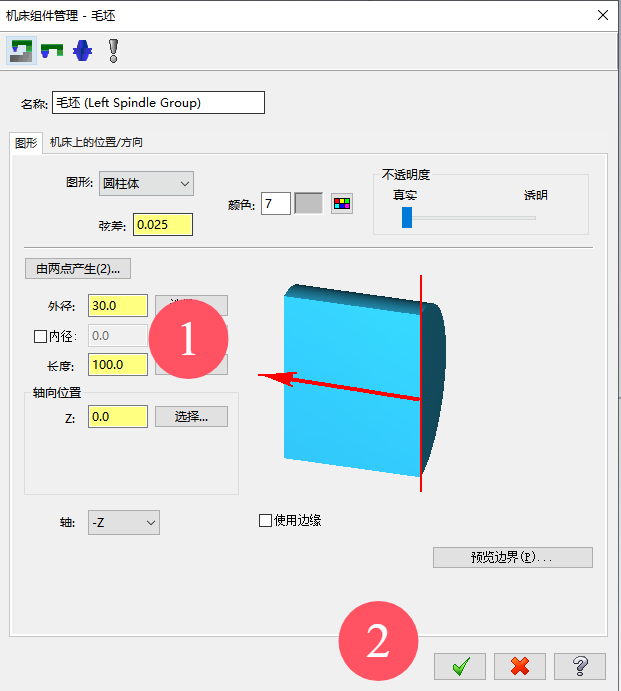 机床组件管理 - 毛坯
名称: 毛坯 (Left Spindle Group)
图形 机床上的位置/方向
图形: 圆柱体
颜色: 7
不透明度
真实 透明
弦差: 0.025
由两点产生(2)...
外径: 30.0
内径: 0.0
1
长度: 100.0
轴向位置
Z: 0.0 选择...
轴: -Z
使用边缘
预览边界(P)...
2